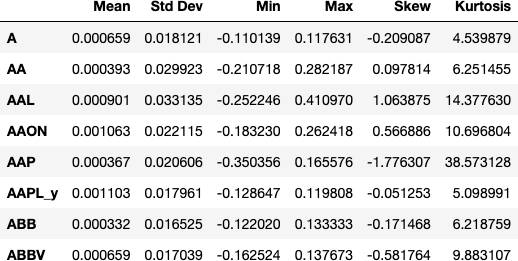 Mean Std Dev Min Max Skew Kurtosis
A 0.000659 0.018121 -0.110139 0.117631 -0.209087 4.539879
AA 0.000393 0.029923 -0.210718 0.282187 0.097814 6.251455
AAL 0.000901 0.033135 -0.252246 0.410970 1.063875 14.377630
AAON 0.001063 0.022115 -0.183230 0.262418 0.566886 10.696804
AAP 0.000367 0.020606 -0.350356 0.165576 -1.776307 38.573128
AAPL_y 0.001103 0.017961 -0.128647 0.119808 -0.051253 5.098991
ABB 0.000332 0.016525 -0.122020 0.133333 -0.171468 6.218759
ABBV 0.000659 0.017039 -0.162524 0.137673 -0.581764 9.883107